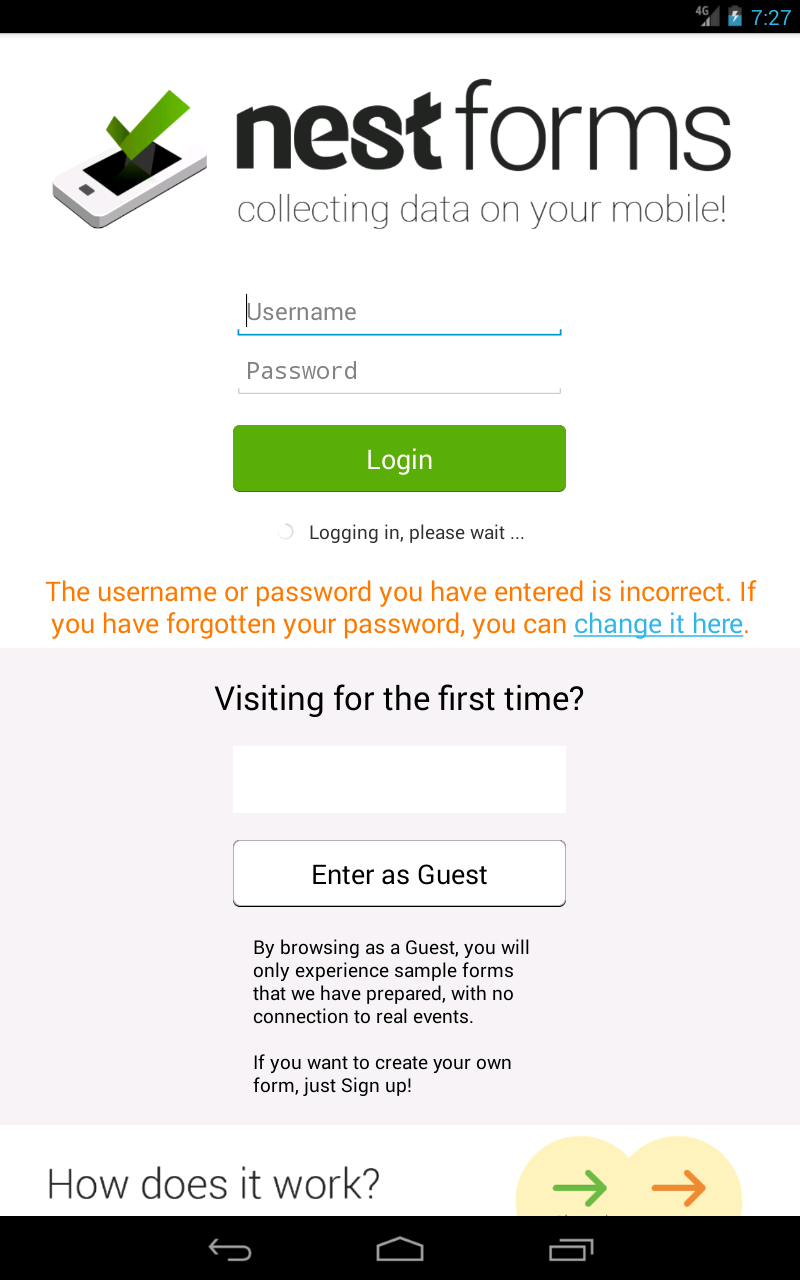 4G 7:27
nestforms
collecting data on your mobile!
Username
Password
Login
Logging in, please wait ...
The username or password you have entered is incorrect. If
you have forgotten your password, you can change it here.
Visiting for the first time?
Enter as Guest
By browsing as a Guest, you will
only experience sample forms
that we have prepared, with no
connection to real events.
If you want to create your own
form, just Sign up!
How does it work?